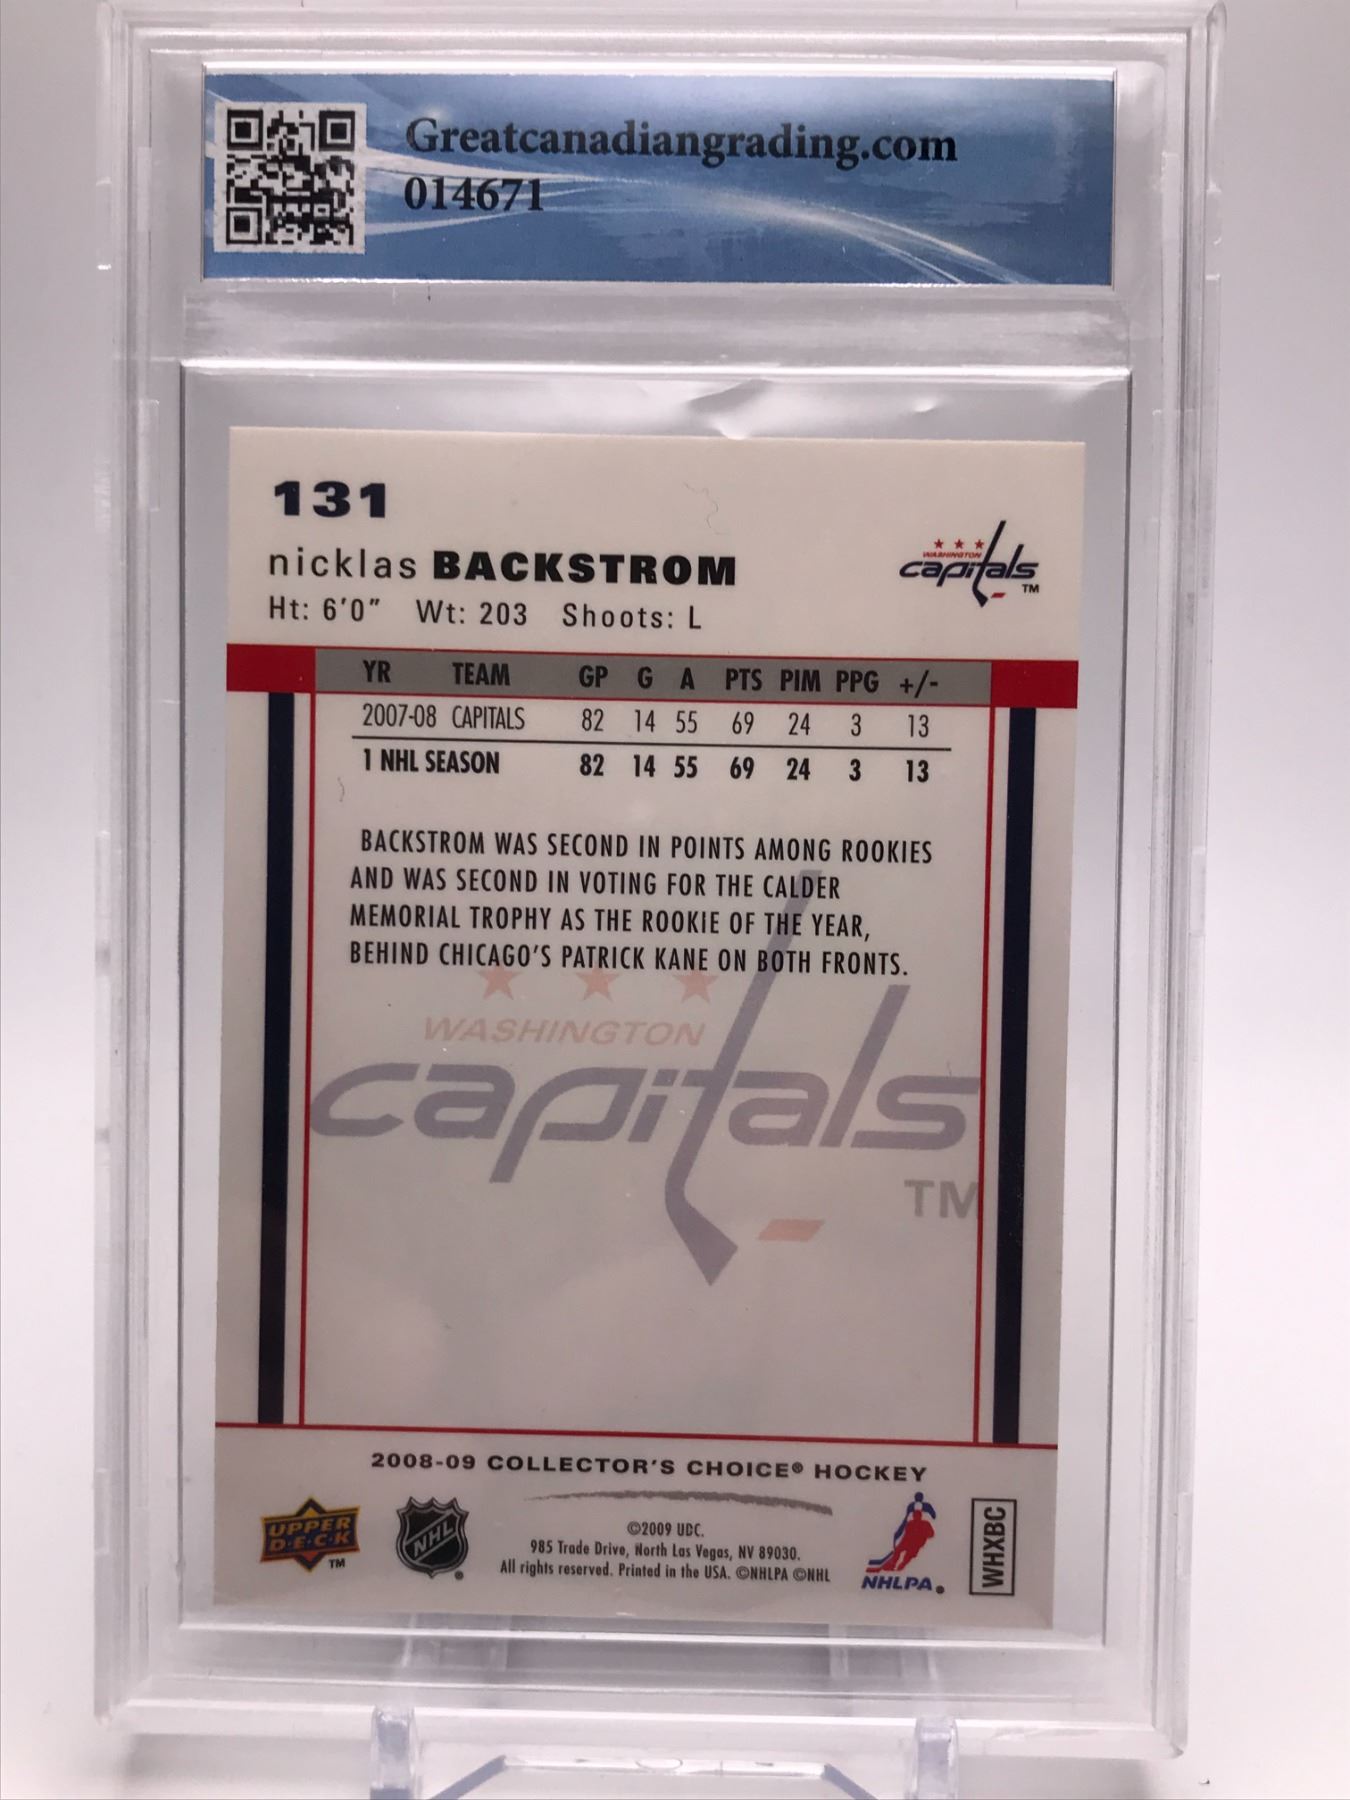 Greatcanadiangrading.com
014671
131
nicklas BACKSTROM
Ht: 6'0" Wt: 203 Shoots: L
WASHINGTON
capitals
TM
YR TEAM GP G A PTS PIM PPG +/-
2007-08 CAPITALS 82 14 55 69 24 3 13
1 NHL SEASON 82 14 55 69 24 3 13
BACKSTROM WAS SECOND IN POINTS AMONG ROOKIES
AND WAS SECOND IN VOTING FOR THE CALDER
MEMORIAL TROPHY AS THE ROOKIE OF THE YEAR,
BEHIND CHICAGO'S PATRICK KANE ON BOTH FRONTS.
WASHINGTON
capitals
TM
2008-09 COLLECTOR'S CHOICE® HOCKEY
UPPER
D·E·C·K
TM
NHL
©2009 UDC.
985 Trade Drive, North Las Vegas, NV 89030.
All rights reserved. Printed in the USA. ©NHLPA ©NHL
NHLPA
WHXBC